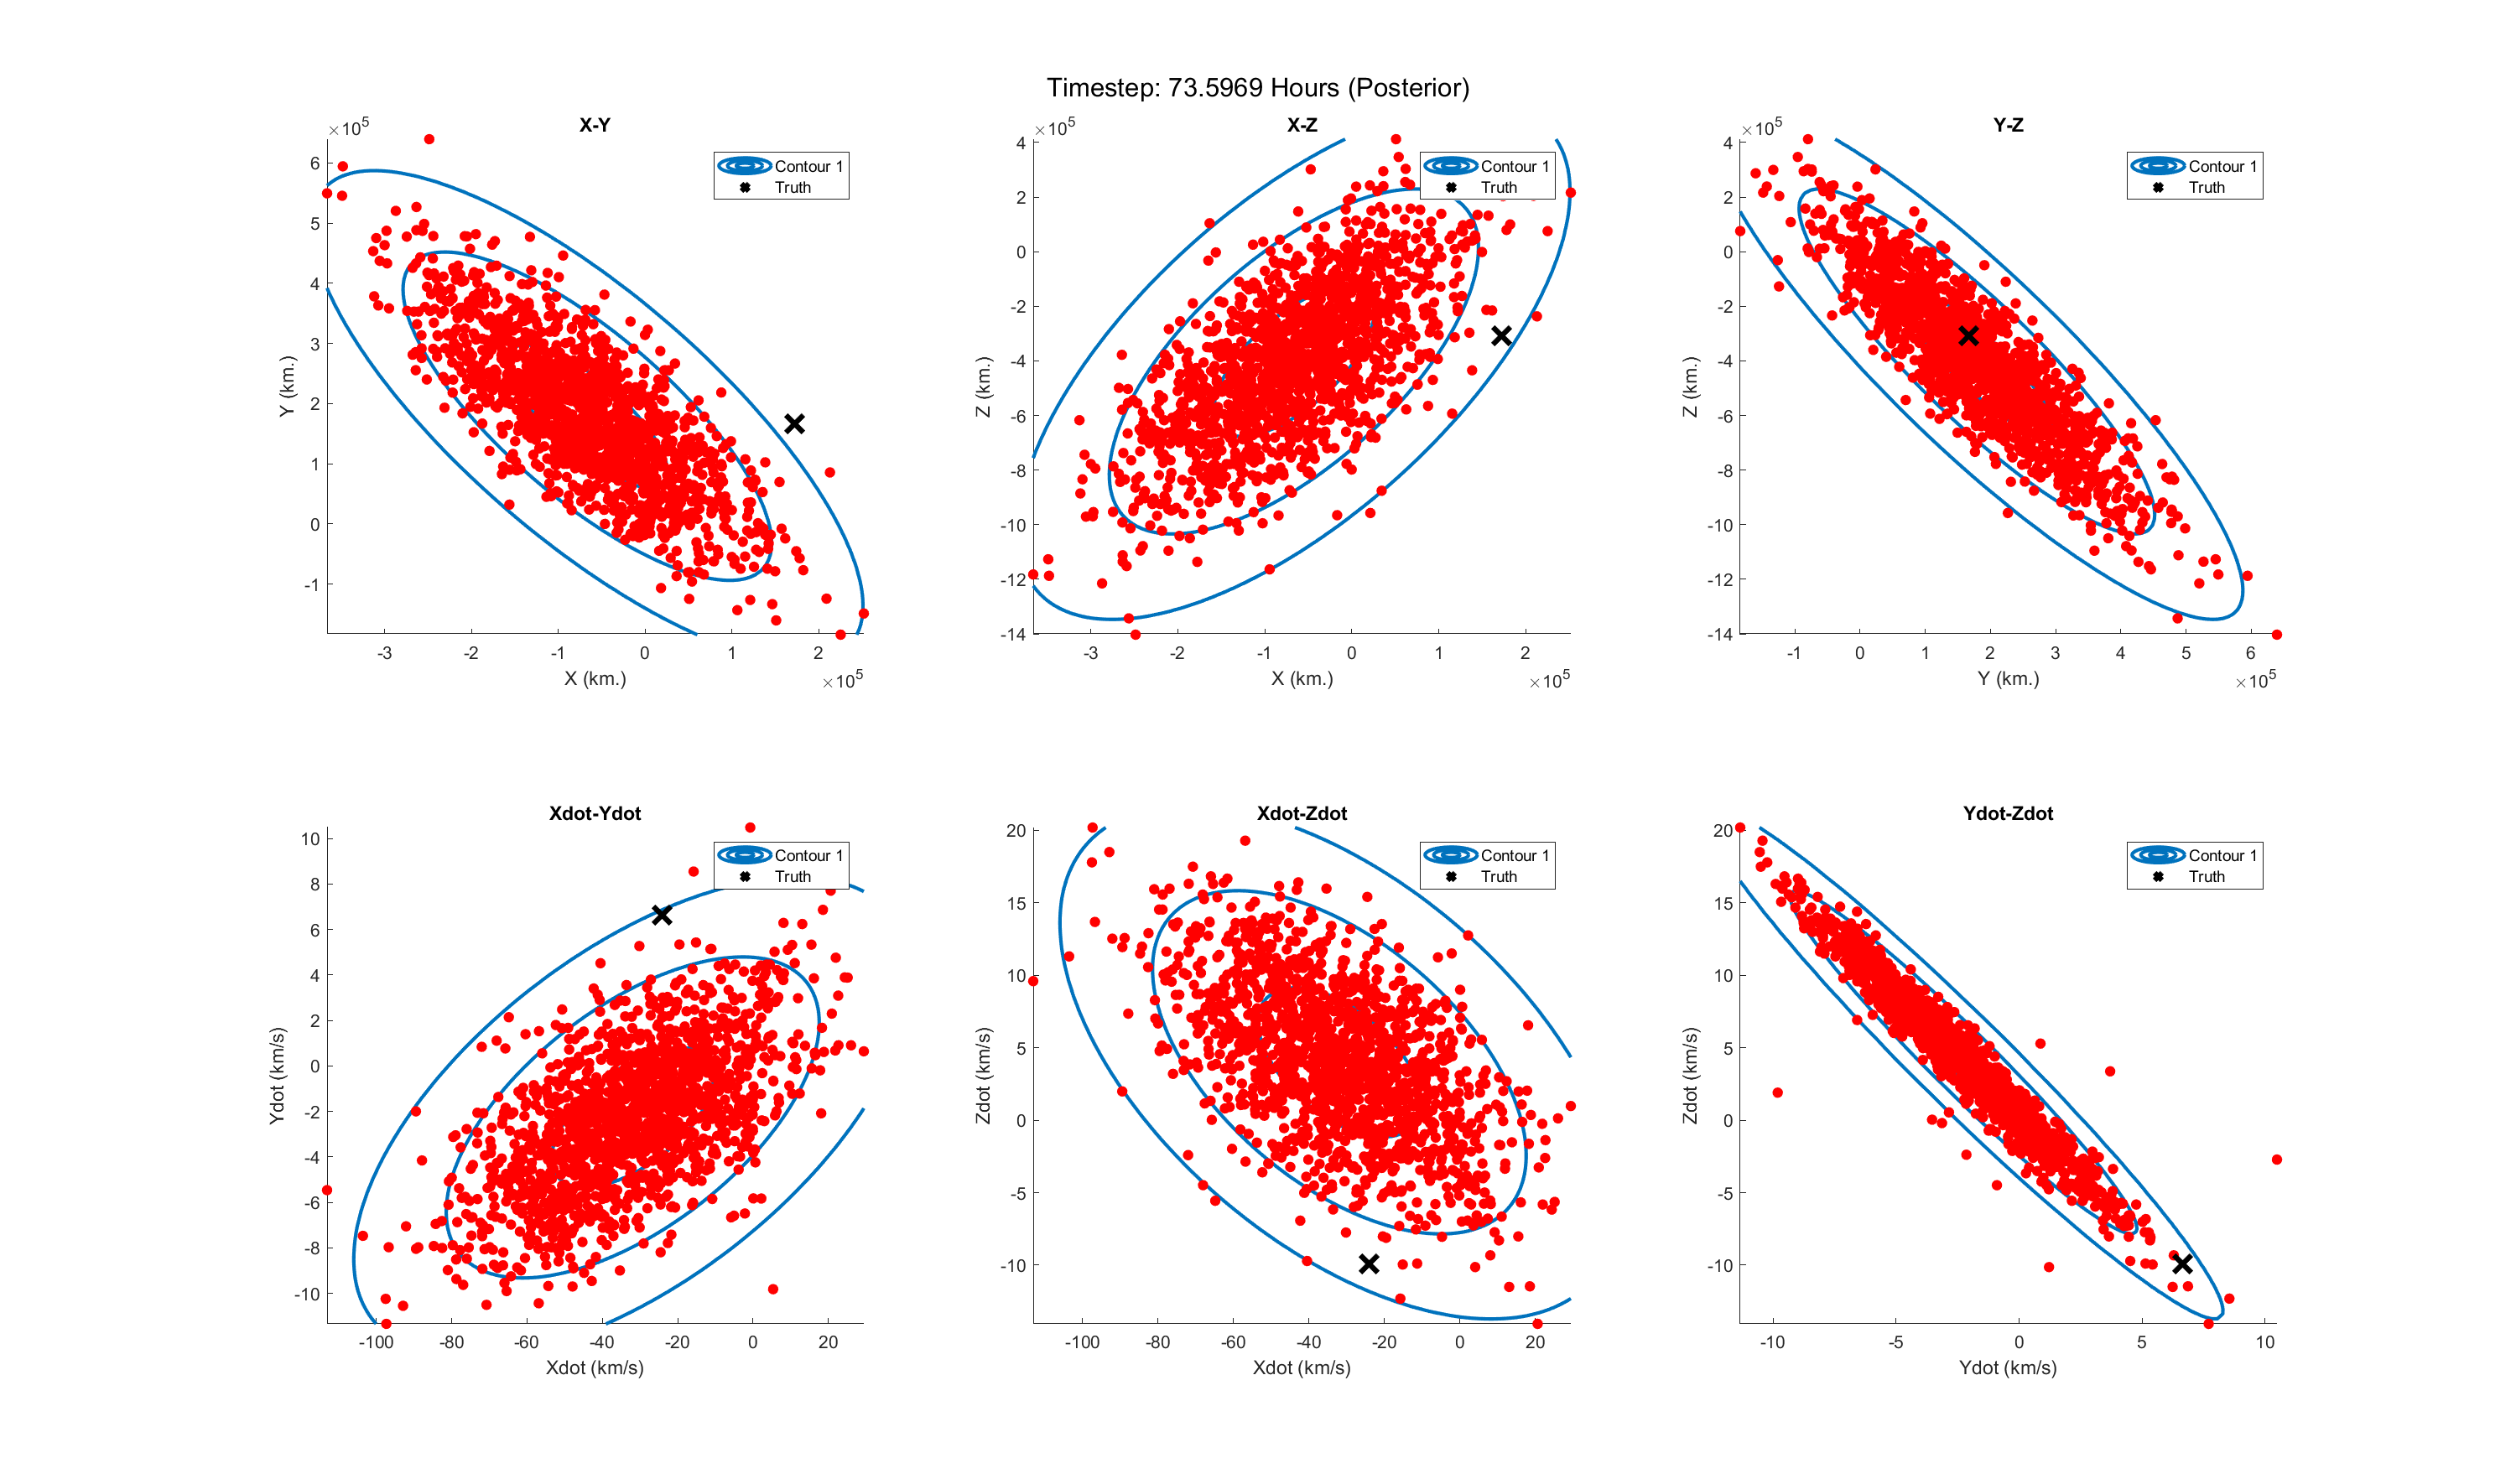 Timestep: 73.5969 Hours (Posterior)
X-Y
×10^5
6
5
4
3
2
1
0
-1
Y (km.)
Contour 1
Truth
-3 -2 -1 0 1 2
X (km.)
×10^5
X-Z
×10^5
4
2
0
-2
-4
-6
-8
-10
-12
-14
Z (km.)
Contour 1
Truth
-3 -2 -1 0 1 2
X (km.)
×10^5
Y-Z
×10^5
4
2
0
-2
-4
-6
-8
-10
-12
-14
Z (km.)
Contour 1
Truth
-1 0 1 2 3 4 5 6
Y (km.)
×10^5
Xdot-Ydot
10
8
6
4
2
0
-2
-4
-6
-8
-10
Ydot (km/s)
Contour 1
Truth
-100 -80 -60 -40 -20 0 20
Xdot (km/s)
Xdot-Zdot
20
15
10
5
0
-5
-10
Zdot (km/s)
Contour 1
Truth
-100 -80 -60 -40 -20 0 20
Xdot (km/s)
Ydot-Zdot
20
15
10
5
0
-5
-10
Zdot (km/s)
Contour 1
Truth
-10 -5 0 5 10
Ydot (km/s)